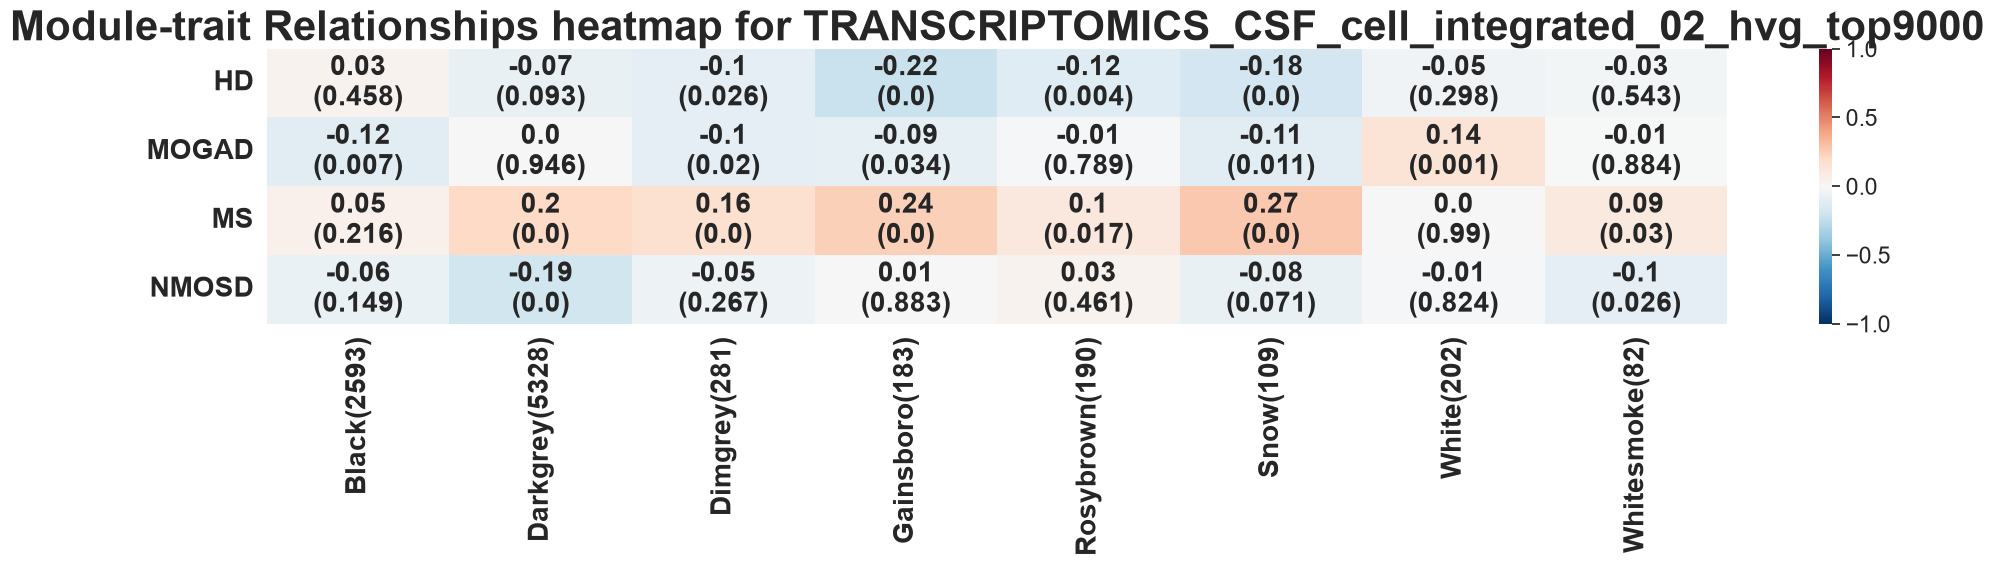 Module-trait Relationships heatmap for TRANSCRIPTOMICS_CSF_cell_integrated_02_hvg_top9000
HD
0.03 -0.07 -0.1 -0.22 -0.12 -0.18 -0.05 -0.03
(0.458) (0.093) (0.026) (0.0) (0.004) (0.0) (0.298) (0.543)
MOGAD
-0.12 0.0 -0.1 -0.09 -0.01 -0.11 0.14 -0.01
(0.007) (0.946) (0.02) (0.034) (0.789) (0.011) (0.001) (0.884)
MS
0.05 0.2 0.16 0.24 0.1 0.27 0.0 0.09
(0.216) (0.0) (0.0) (0.0) (0.017) (0.0) (0.99) (0.03)
NMOSD
-0.06 -0.19 -0.05 0.01 0.03 -0.08 -0.01 -0.1
(0.149) (0.0) (0.267) (0.883) (0.461) (0.071) (0.824) (0.026)
Black(2593)
Darkgrey(5328)
Dimgrey(281)
Gainsboro(183)
Rosybrown(190)
Snow(109)
White(202)
Whitesmoke(82)
1.0
0.5
0.0
−0.5
−1.0